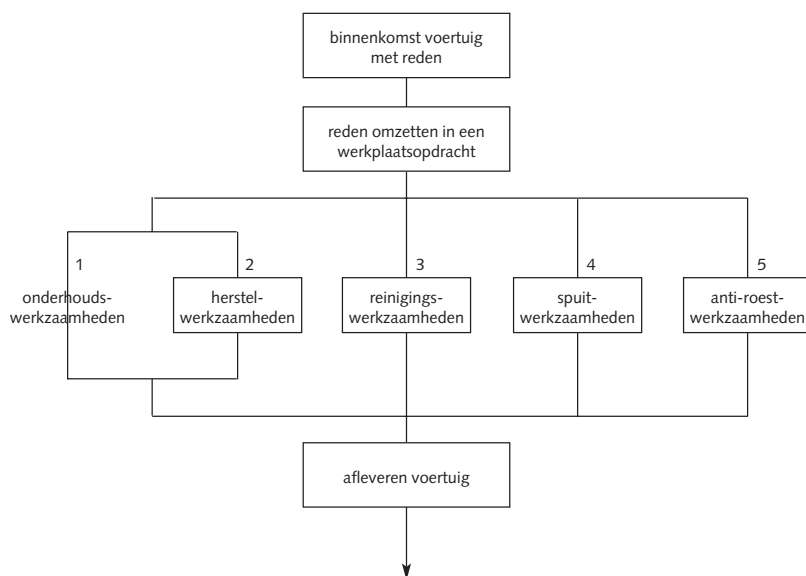 binnenkomst voertuig
met reden
reden omzetten in een
werkplaatsopdracht
1
onderhouds-
werkzaamheden
2
herstel-
werkzaamheden
3
reinigings-
werkzaamheden
4
spuit-
werkzaamheden
5
anti-roest-
werkzaamheden
afleveren voertuig